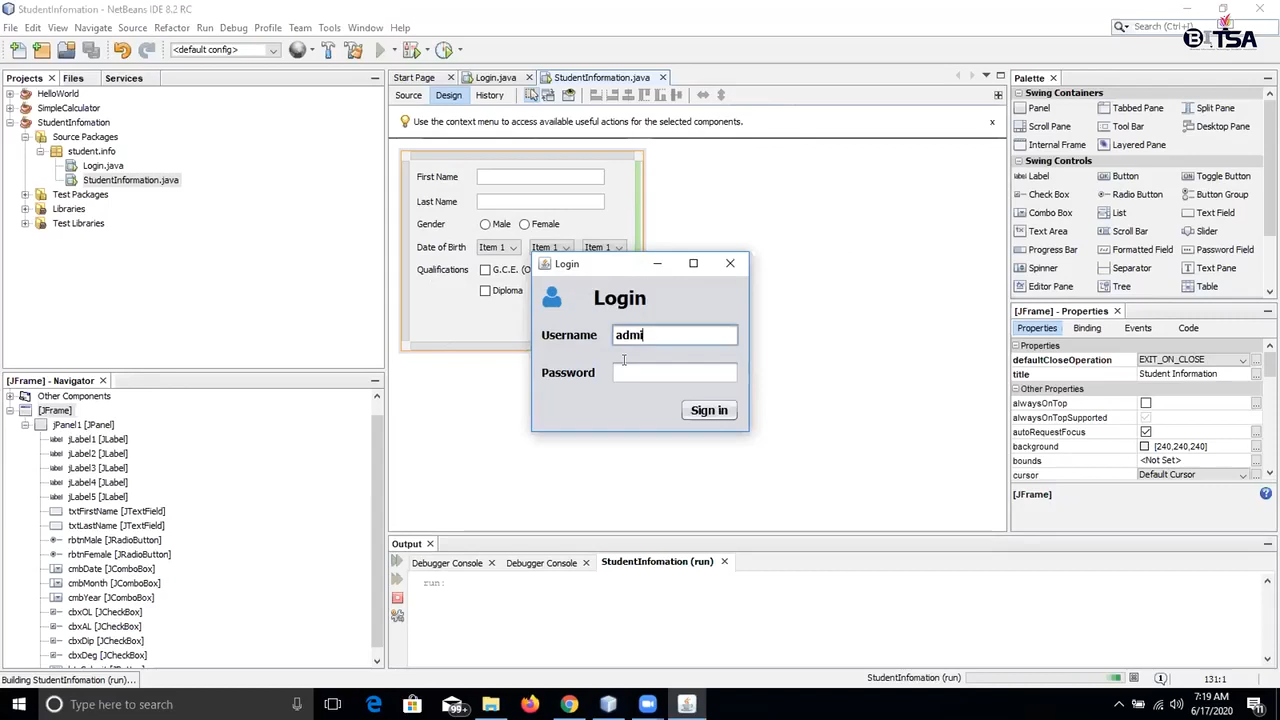 StudentInfomation - NetBeans IDE 8.2 RC
File Edit View Navigate Source Refactor Run Debug Profile Team Tools Window Help
Search (Ctrl+I)
TSA
<default config>
Projects Files Services
HelloWorld
SimpleCalculator
StudentInfomation
Source Packages
student.info
Login.java
StudentInformation.java
Test Packages
Libraries
Test Libraries
[JFrame] - Navigator
Other Components
[JFrame]
jPanel1 [JPanel]
jLabel1 [JLabel]
jLabel2 [JLabel]
jLabel3 [JLabel]
jLabel4 [JLabel]
jLabel5 [JLabel]
txtFirstName [JTextField]
txtLastName [JTextField]
rbtnMale [JRadioButton]
rbtnFemale [JRadioButton]
cmbDate [JComboBox]
cmbMonth [JComboBox]
cmbYear [JComboBox]
cbxOL [JCheckBox]
cbxAL [JCheckBox]
cbxDip [JCheckBox]
cbxDeg [JCheckBox]
Start Page Login.java StudentInformation.java
Source Design History
Use the context menu to access available useful actions for the selected components.
First Name
Last Name
Gender Male Female
Date of Birth Item 1 Item 1 Item 1
Qualifications G.C.E. (O
Diploma
Login
Login
Username admi
Password
Sign in
Output
Debugger Console Debugger Console StudentInfomation (run)
run:
Palette
Swing Containers
Panel Tabbed Pane Split Pane
Scroll Pane Tool Bar Desktop Pane
Internal Frame Layered Pane
Swing Controls
Label Button Toggle Button
Check Box Radio Button Button Group
Combo Box List Text Field
Text Area Scroll Bar Slider
Progress Bar Formatted Field Password Field
Spinner Separator Text Pane
Editor Pane Tree Table
[JFrame] - Properties
Properties Binding Events Code
Properties
defaultCloseOperation EXIT_ON_CLOSE
title Student Information
Other Properties
alwaysOnTop
alwaysOnTopSupported
autoRequestFocus
background [240,240,240]
bounds <Not Set>
cursor Default Cursor
[JFrame]
Building StudentInfomation (run)...
StudentInfomation (run)
131:1
Type here to search
99+
7:19 AM
6/17/2020